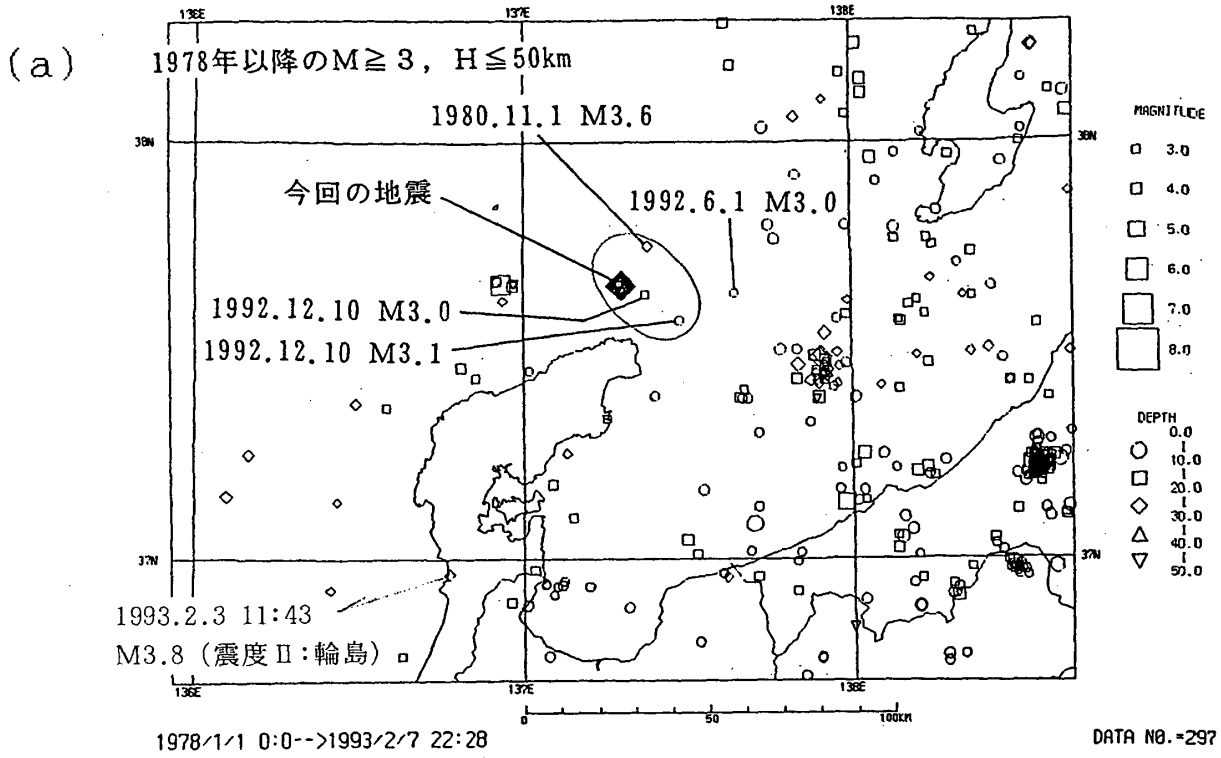 (a)
136E 137E 138E
1978年以降のM≧3，H≦50km
1980.11.1 M3.6
今回の地震
1992.6.1 M3.0
1992.12.10 M3.0
1992.12.10 M3.1
1993.2.3 11:43
M3.8 (震度Ⅱ:輪島)
38N 38N
37N 37N
136E 137E 138E
0 50 100KM
1978/1/1 0:0-->1993/2/7 22:28
DATA NO.=297
MAGNITUDE
3.0
4.0
5.0
6.0
7.0
8.0
DEPTH
0.0
10.0
20.0
30.0
40.0
50.0